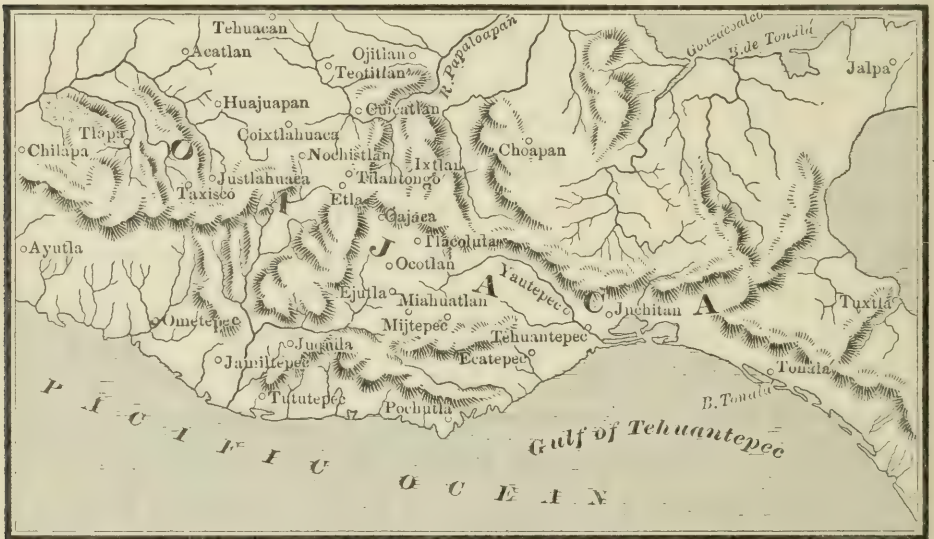 Tehuacan
Acatlan
Ojitlan
Teotitlan
R. Papaloapan
Goazacoalco
B. de Tonalá
Jalpa
Huajuapan
Cuicatlan
Coixtlahuaca
Tlapa
Chilapa
Nochistlan
Ixtlan
Choapan
Justlahuaca
Tilantongo
Taxisco
Etla
OAJACA
Oajaca
Ayutla
Tlacolula
Ocotlan
Yautepec
Ejutla
Miahuatlan
Tuxtla
Juchitan
Ometepec
Mijtepec
Tehuantepec
Juquila
Jamiltepec
Ecatepec
Tonala
Tututepec
Pochutla
B. Tonala
Gulf of Tehuantepec
PACIFIC OCEAN